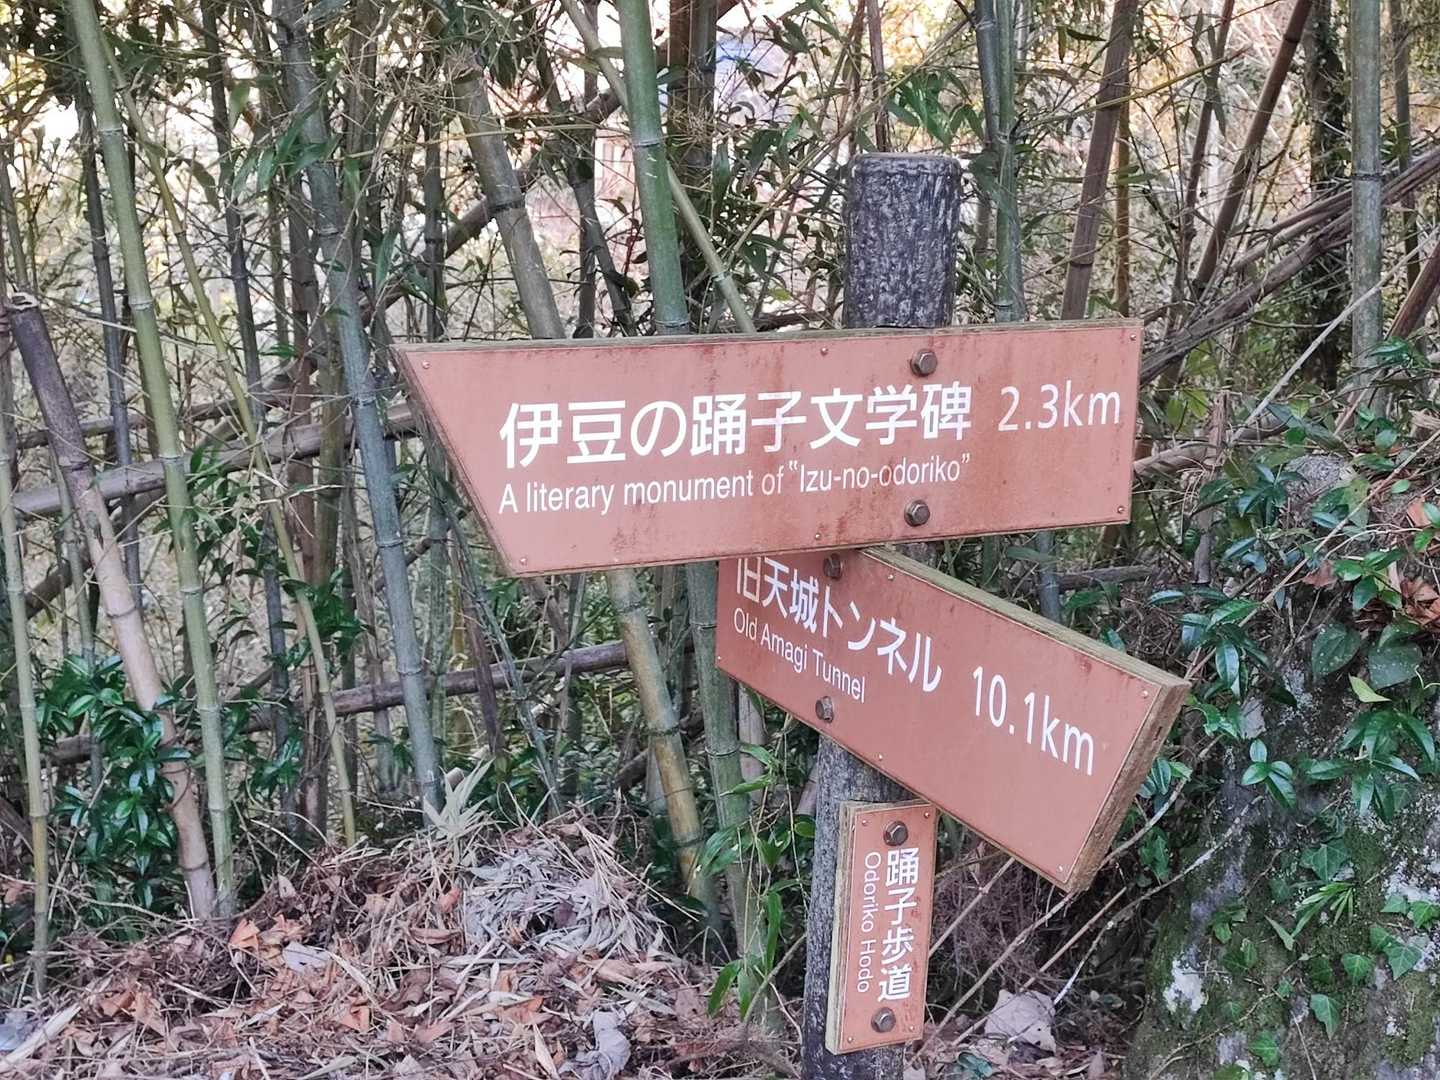 伊豆の踊子文学碑 2.3km
A literary monument of "Izu-no-odoriko"
旧天城トンネル 10.1km
Old Amagi Tunnel
踊子歩道
Odoriko Hodo